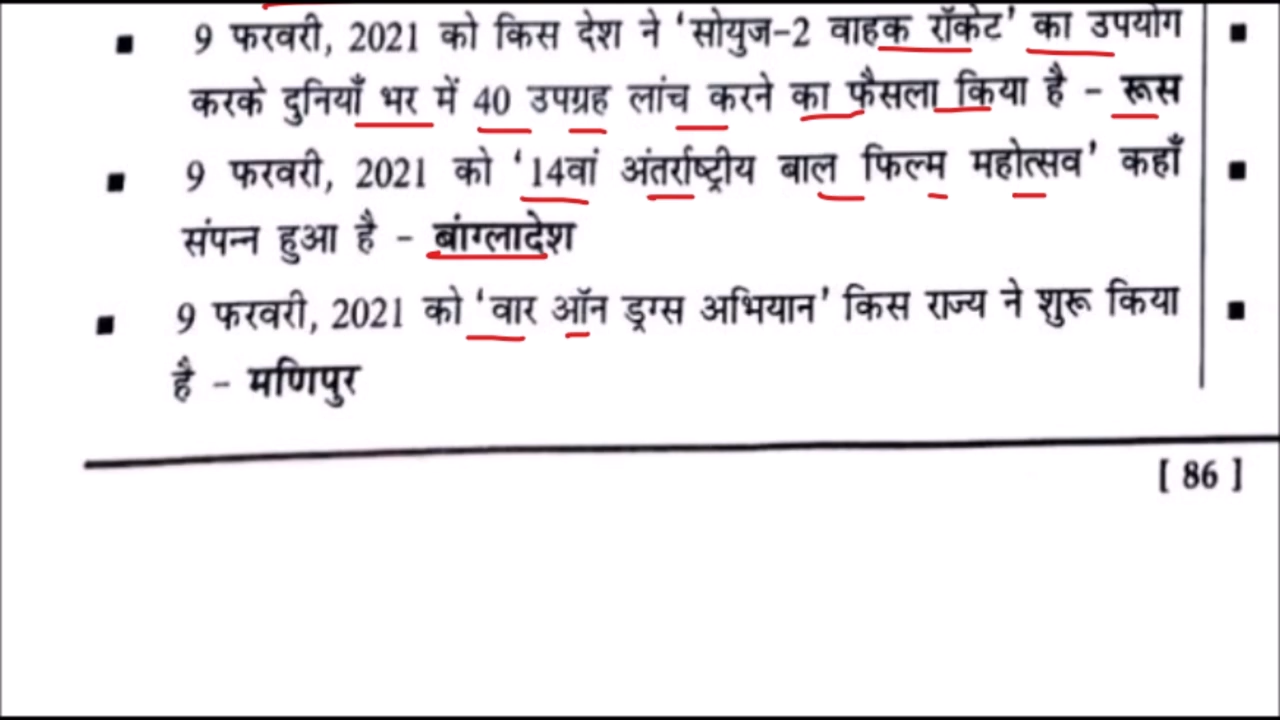 ▪ 9 फरवरी, 2021 को किस देश ने ‘सोयुज-2 वाहक रॉकेट’ का उपयोग
करके दुनियाँ भर में 40 उपग्रह लांच करने का फैसला किया है - रूस
▪ 9 फरवरी, 2021 को ‘14वां अंतर्राष्ट्रीय बाल फिल्म महोत्सव’ कहाँ
संपन्न हुआ है - बांग्लादेश
▪ 9 फरवरी, 2021 को ‘वार ऑन ड्रग्स अभियान’ किस राज्य ने शुरू किया
है - मणिपुर
[ 86 ]